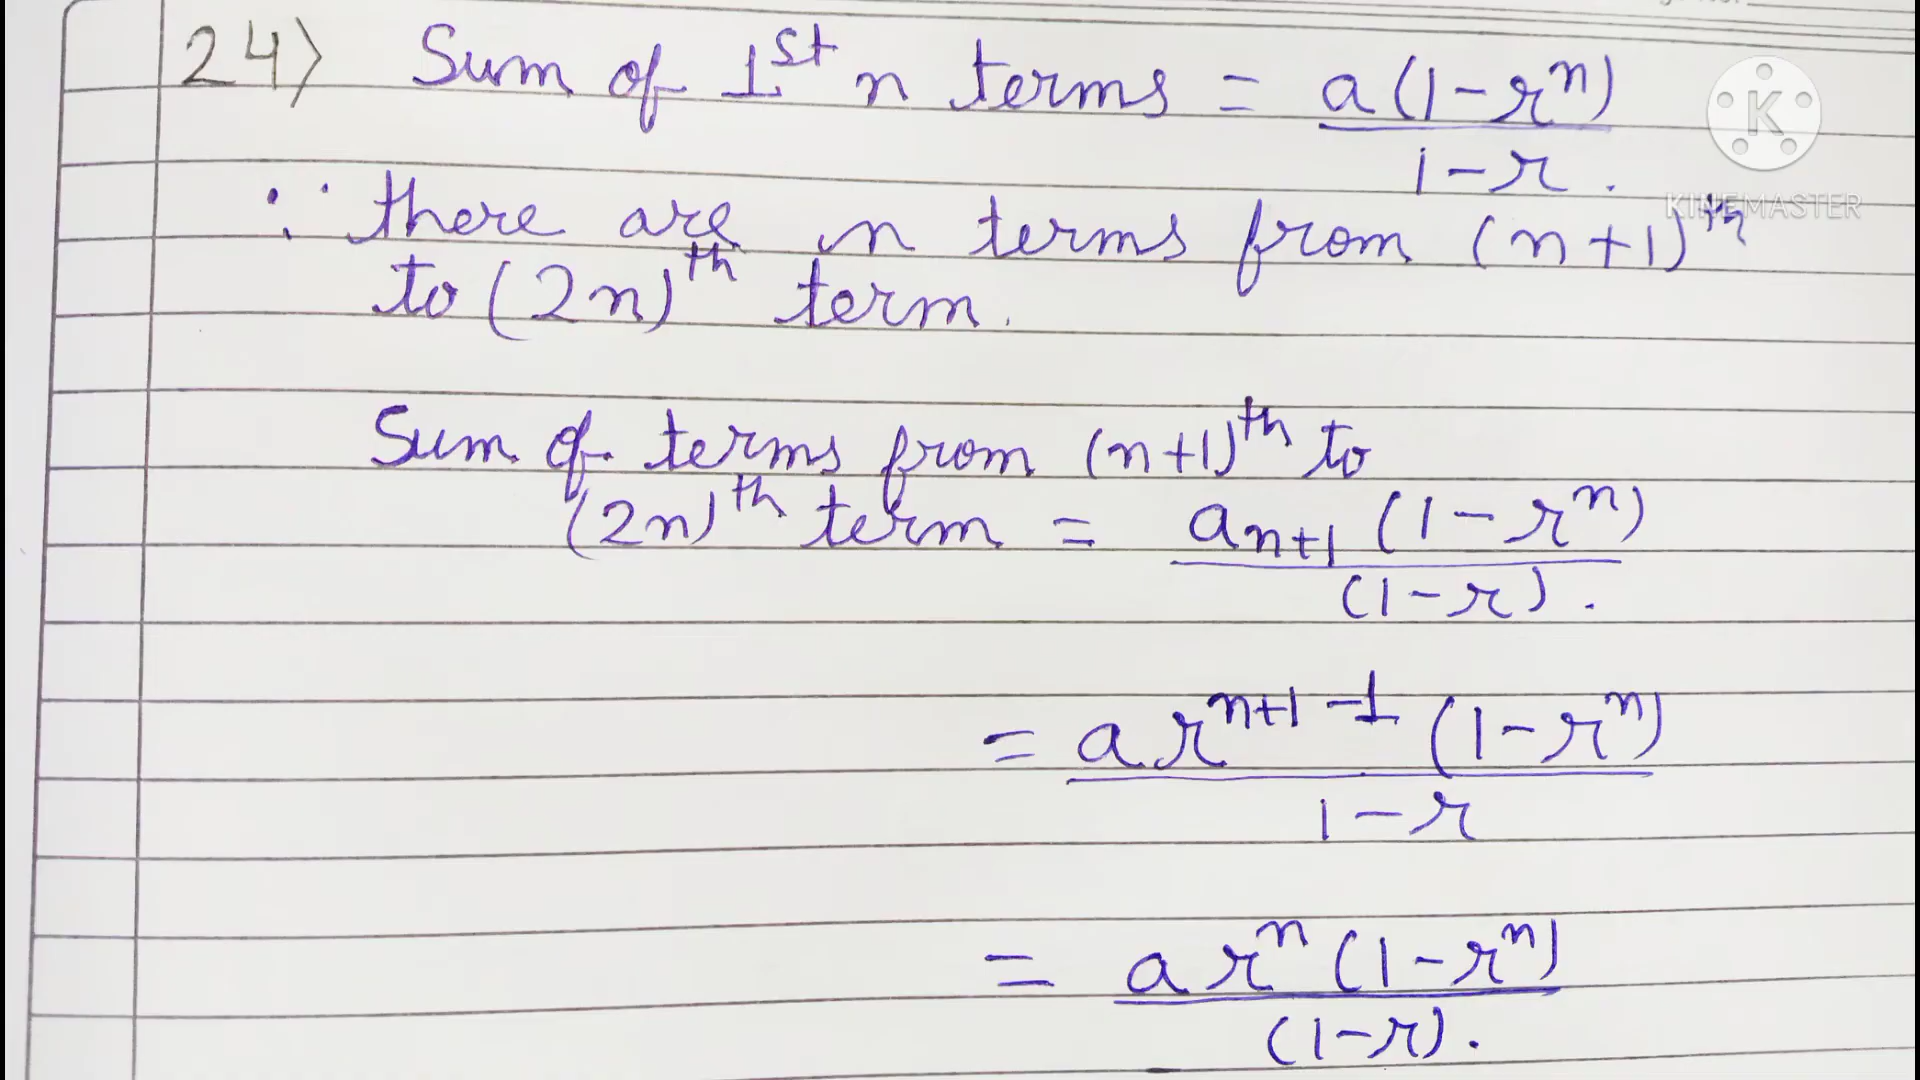 24) Sum of 1st n terms = a(1-r^n)
1-r.
∵ there are n terms from (n+1)th
to (2n)th term.
Sum of terms from (n+1)th to
(2n)th term = a_{n+1} (1-r^n)
(1-r).
= a r^{n+1-1} (1-r^n)
1-r
= a r^n (1-r^n)
(1-r).
K
KINEMASTER